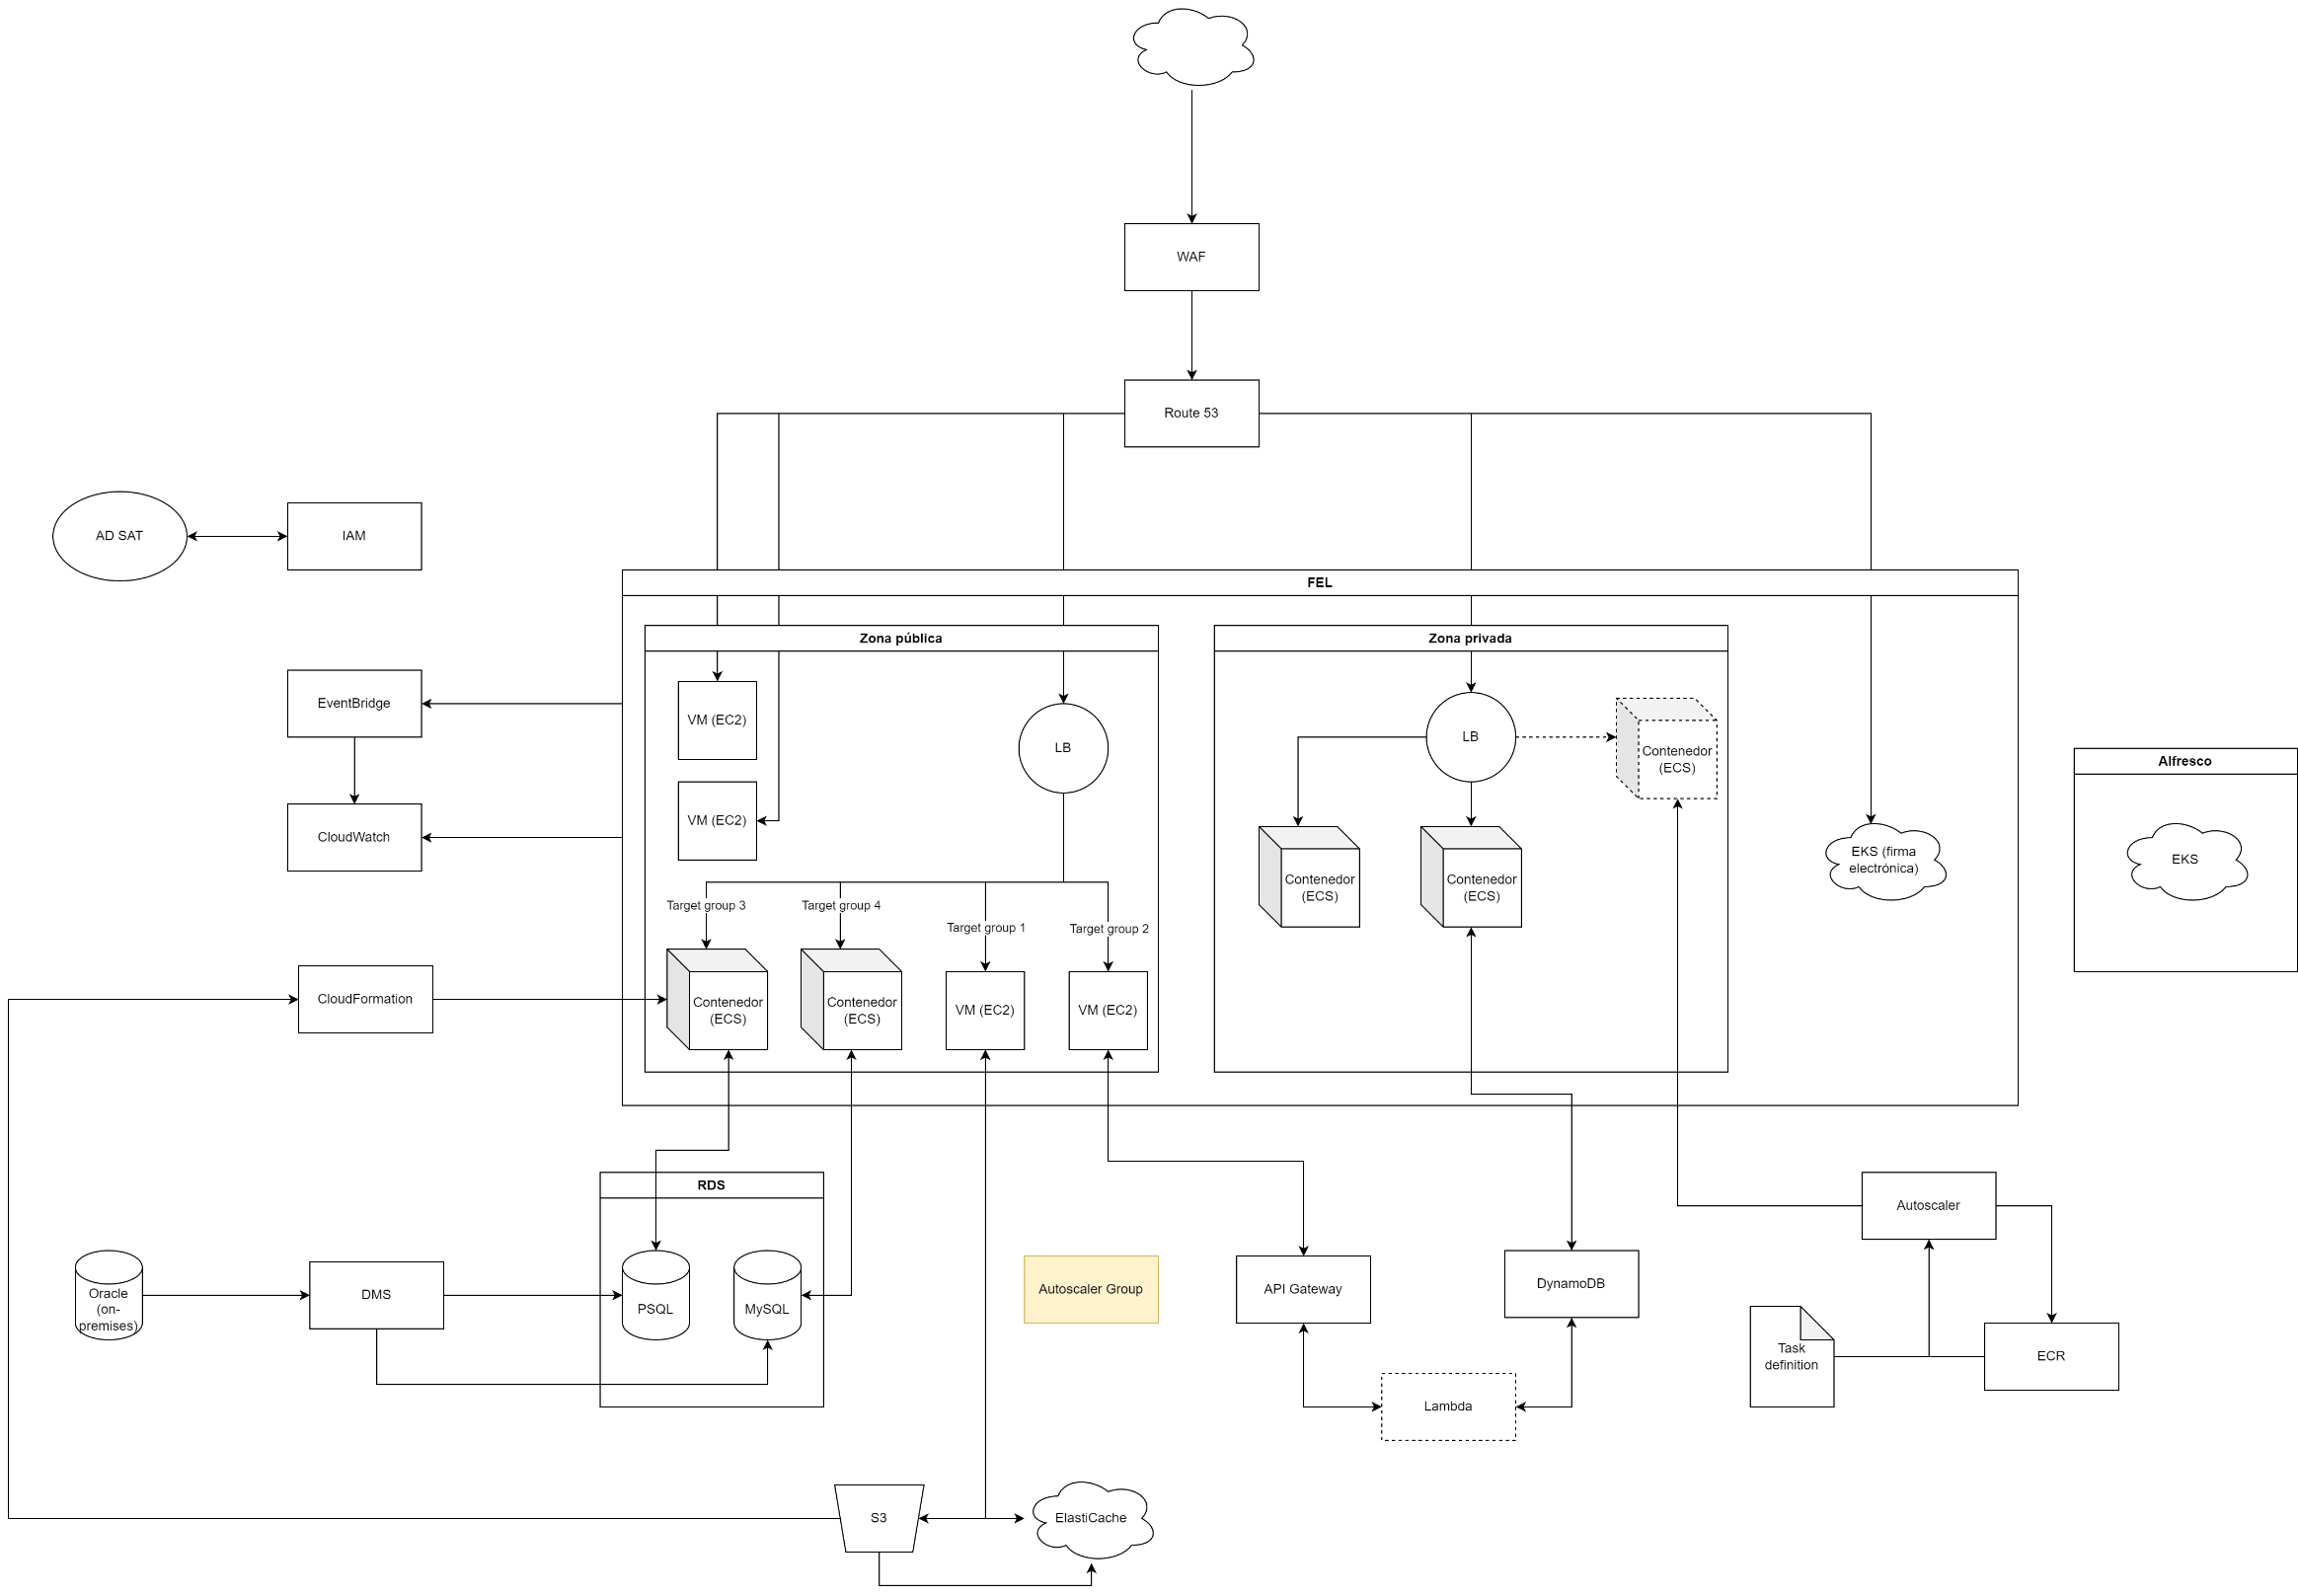 WAF
Route 53
AD SAT
IAM
FEL
Zona pública
Zona privada
EventBridge
VM (EC2)
LB
LB
Contenedor
(ECS)
Alfresco
CloudWatch
VM (EC2)
EKS (firma
electrónica)
EKS
Contenedor
(ECS)
Contenedor
(ECS)
Target group 3
Target group 4
Target group 1
Target group 2
CloudFormation
Contenedor
(ECS)
Contenedor
(ECS)
VM (EC2)
VM (EC2)
RDS
Autoscaler
Oracle
(on-
premises)
DMS
PSQL
MySQL
Autoscaler Group
API Gateway
DynamoDB
Task
definition
ECR
Lambda
S3
ElastiCache